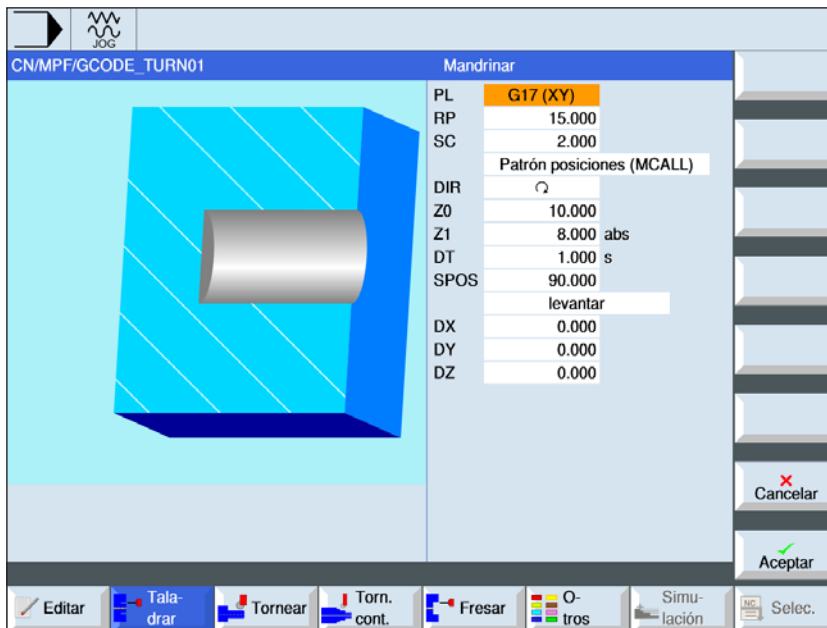 JOG
CN/MPF/GCODE_TURN01
Mandrinar
PL G17 (XY)
RP 15.000
SC 2.000
Patrón posiciones (MCALL)
DIR
Z0 10.000
Z1 8.000 abs
DT 1.000 s
SPOS 90.000
levantar
DX 0.000
DY 0.000
DZ 0.000
Cancelar
Aceptar
Editar
Tala-
drar
Tornear
Torn.
cont.
Fresar
O-
tros
Simu-
lación
NC
Selec.